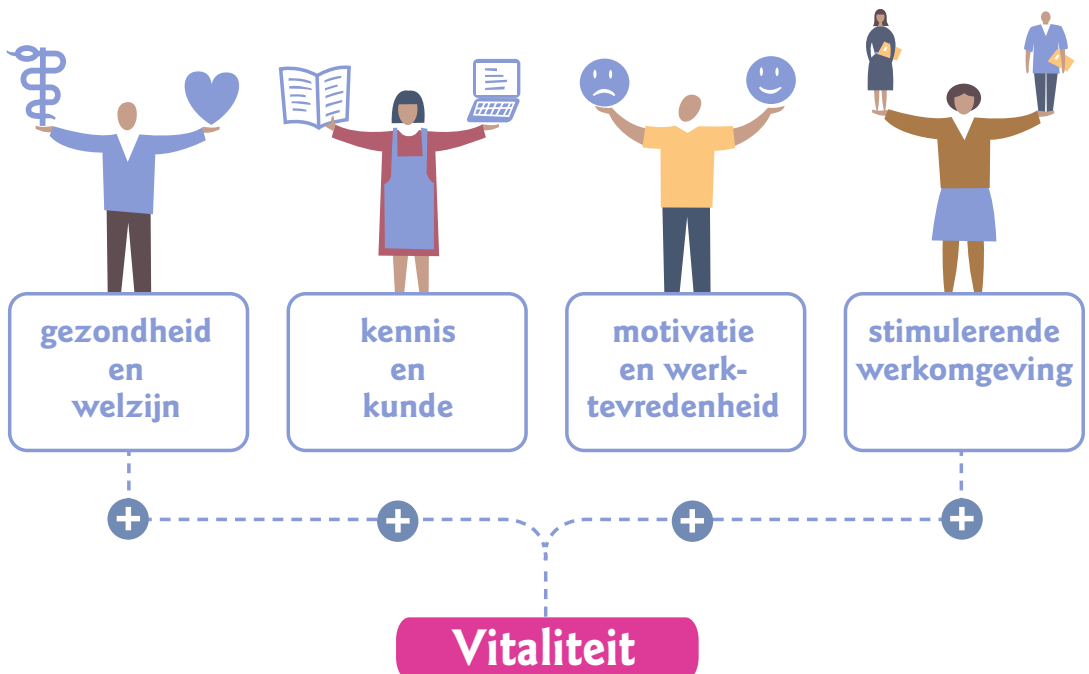 gezondheid
en
welzijn
kennis
en
kunde
motivatie
en werk-
tevredenheid
stimulerende
werkomgeving
Vitaliteit